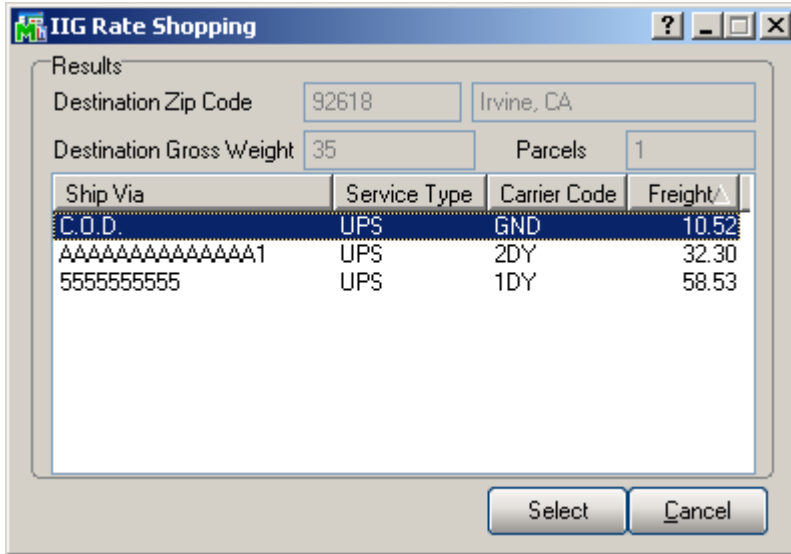 IIG Rate Shopping
Results
Destination Zip Code 92618 Irvine, CA
Destination Gross Weight 35 Parcels 1
Ship Via Service Type Carrier Code Freight
C.O.D. UPS GND 10.52
AAAAAAAAAAAAAA1 UPS 2DY 32.30
5555555555 UPS 1DY 58.53
Select Cancel